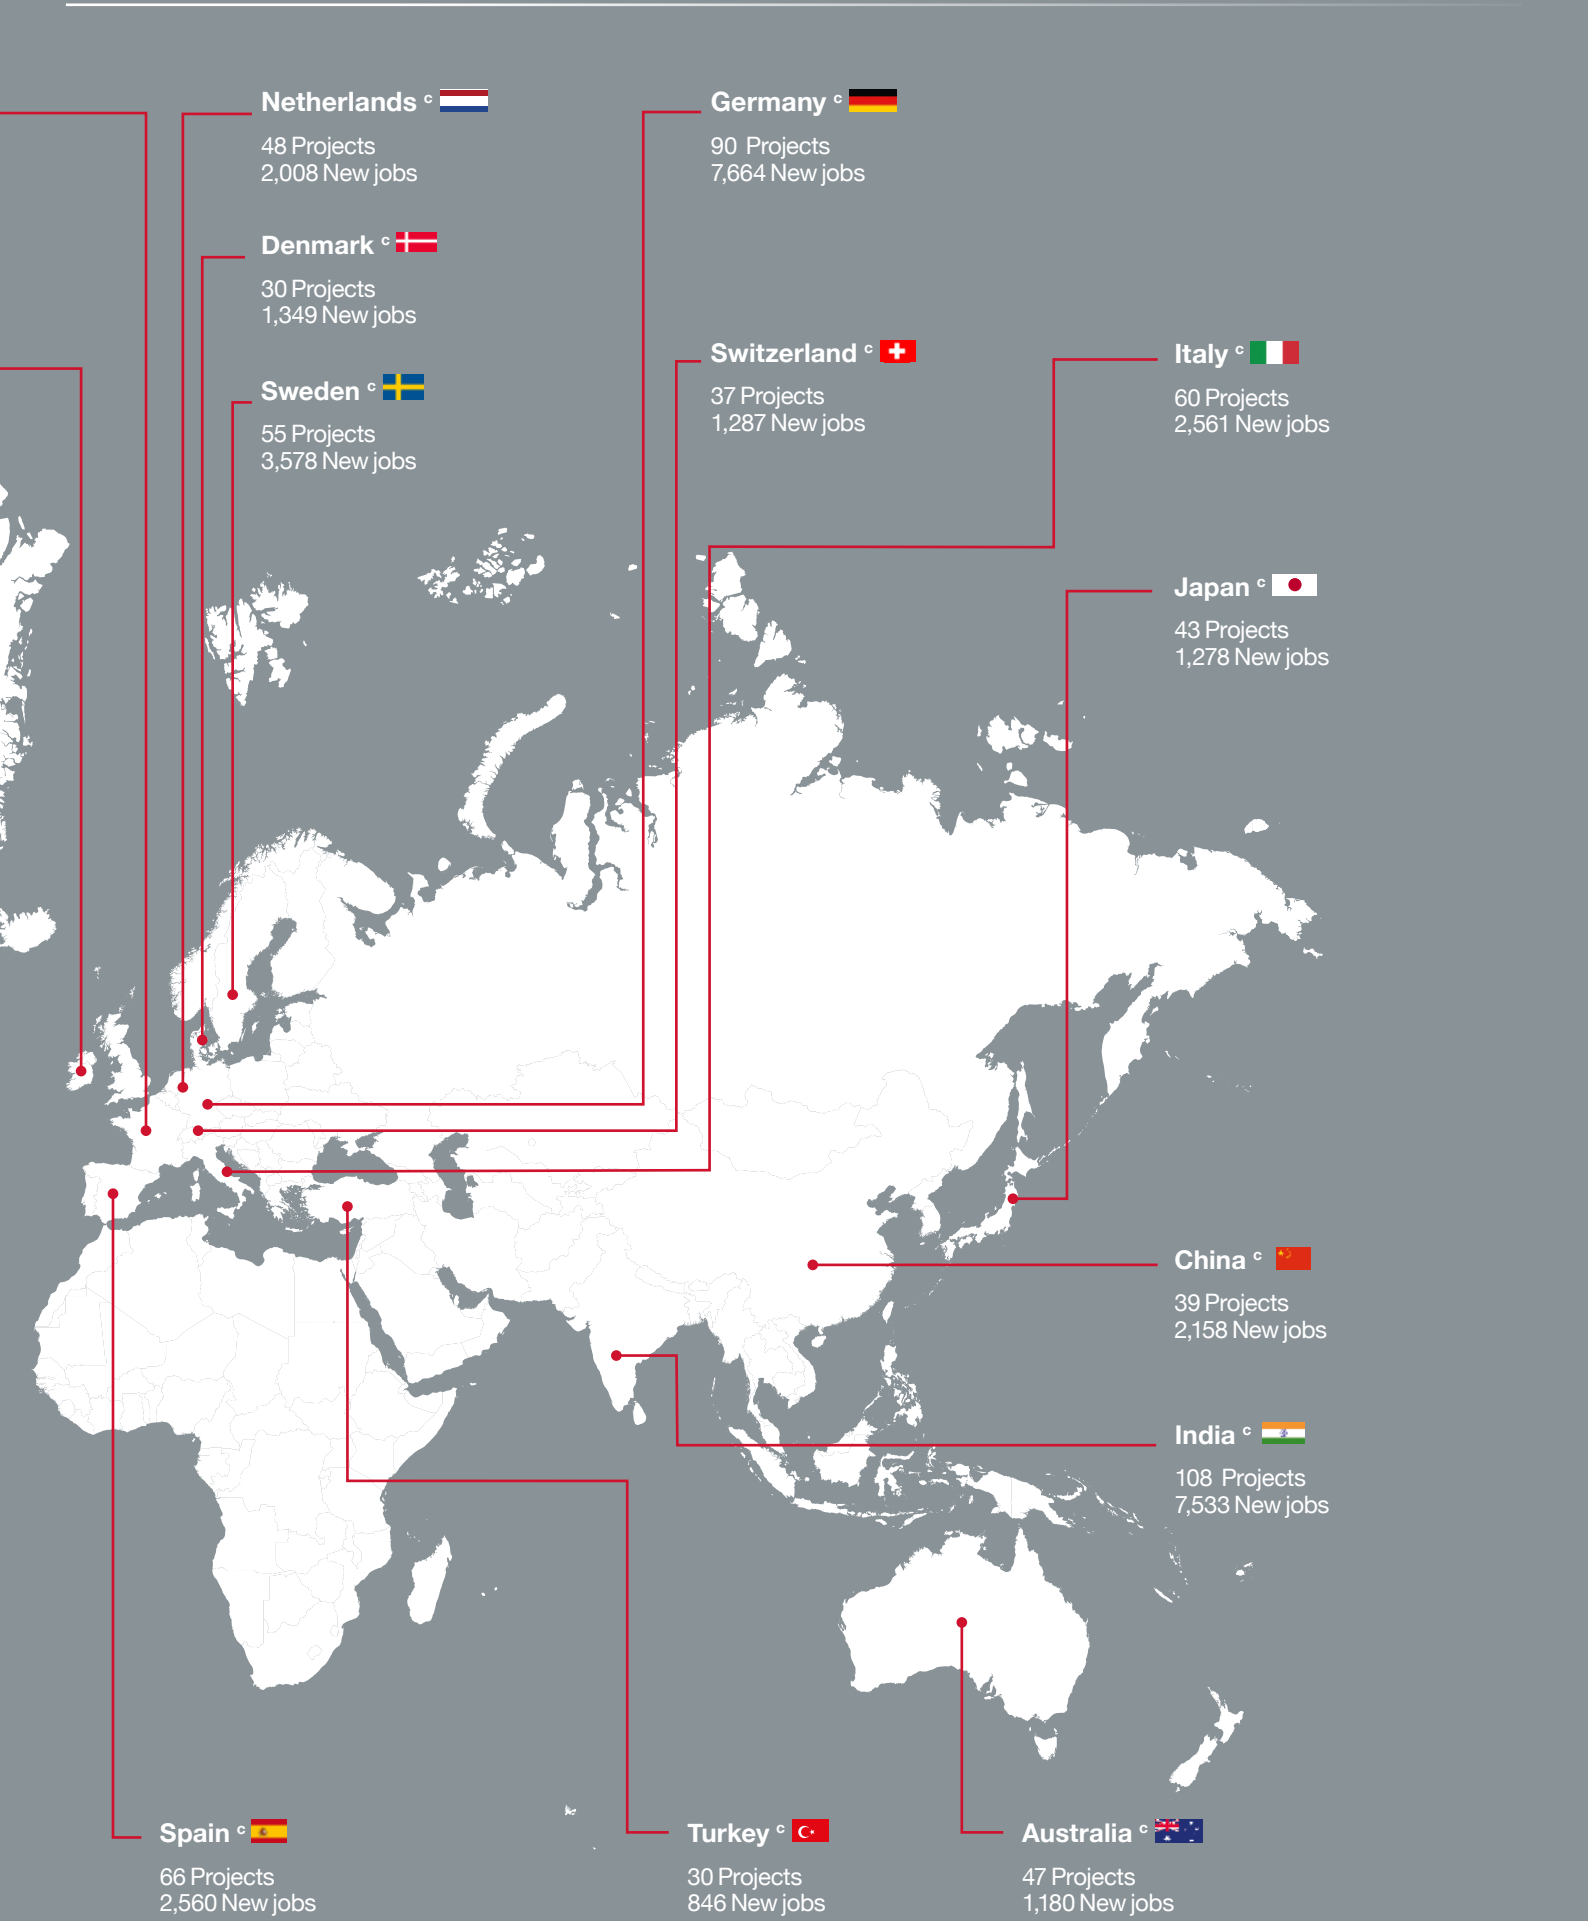 Netherlands c
48 Projects
2,008 New jobs
Denmark c
30 Projects
1,349 New jobs
Sweden c
55 Projects
3,578 New jobs
Germany c
90 Projects
7,664 New jobs
Switzerland c
37 Projects
1,287 New jobs
Italy c
60 Projects
2,561 New jobs
Japan c
43 Projects
1,278 New jobs
China c
39 Projects
2,158 New jobs
India c
108 Projects
7,533 New jobs
Spain c
66 Projects
2,560 New jobs
Turkey c
30 Projects
846 New jobs
Australia c
47 Projects
1,180 New jobs